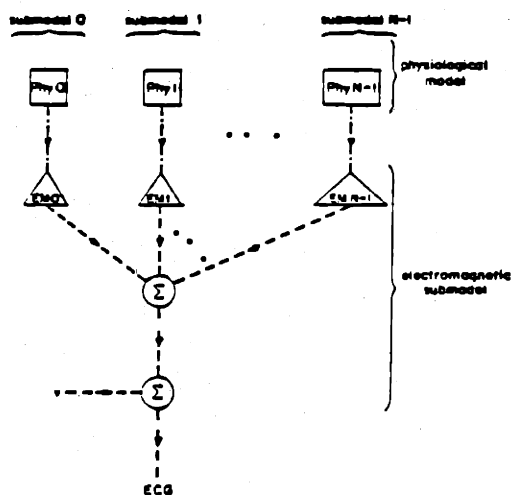 submodel 0
submodel 1
submodel N-1
Phy 0
Phy 1
Phy N-1
physiological
model
EM 0
EM 1
EM N-1
electromagnetic
submodel
Σ
Σ
v
ECG